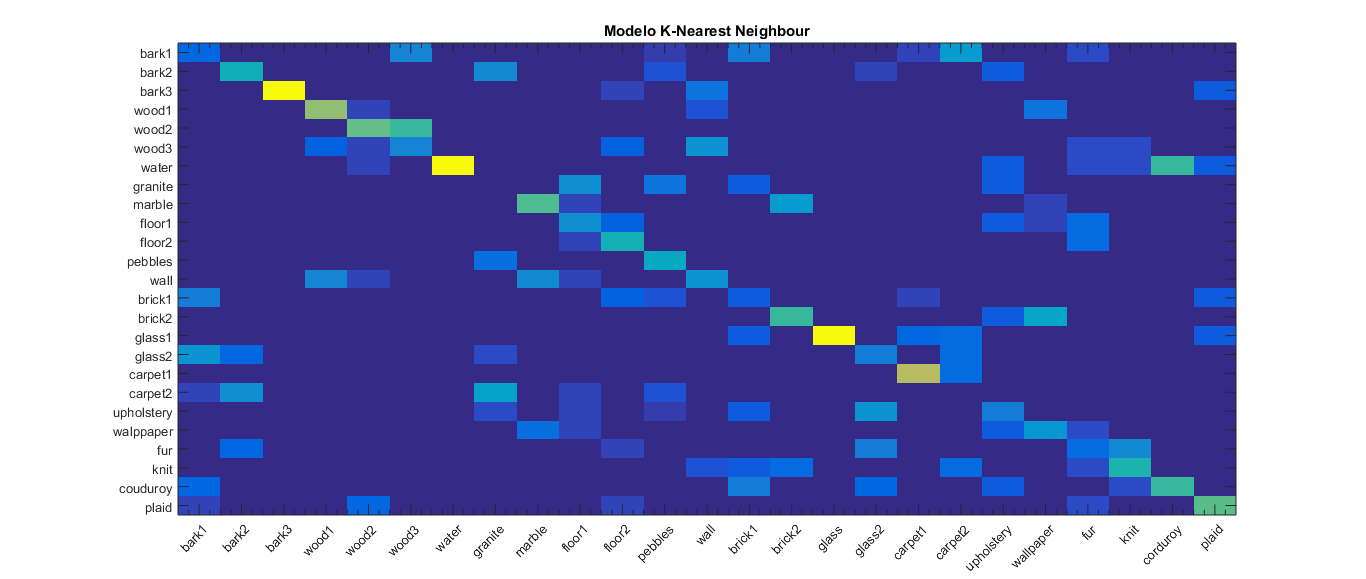 Modelo K-Nearest Neighbour
bark1
bark2
bark3
wood1
wood2
wood3
water
granite
marble
floor1
floor2
pebbles
wall
brick1
brick2
glass1
glass2
carpet1
carpet2
upholstery
walppaper
fur
knit
couduroy
plaid
bark1
bark2
bark3
wood1
wood2
wood3
water
granite
marble
floor1
floor2
pebbles
wall
brick1
brick2
glass
glass2
carpet1
carpet2
upholstery
wallpaper
fur
knit
corduroy
plaid